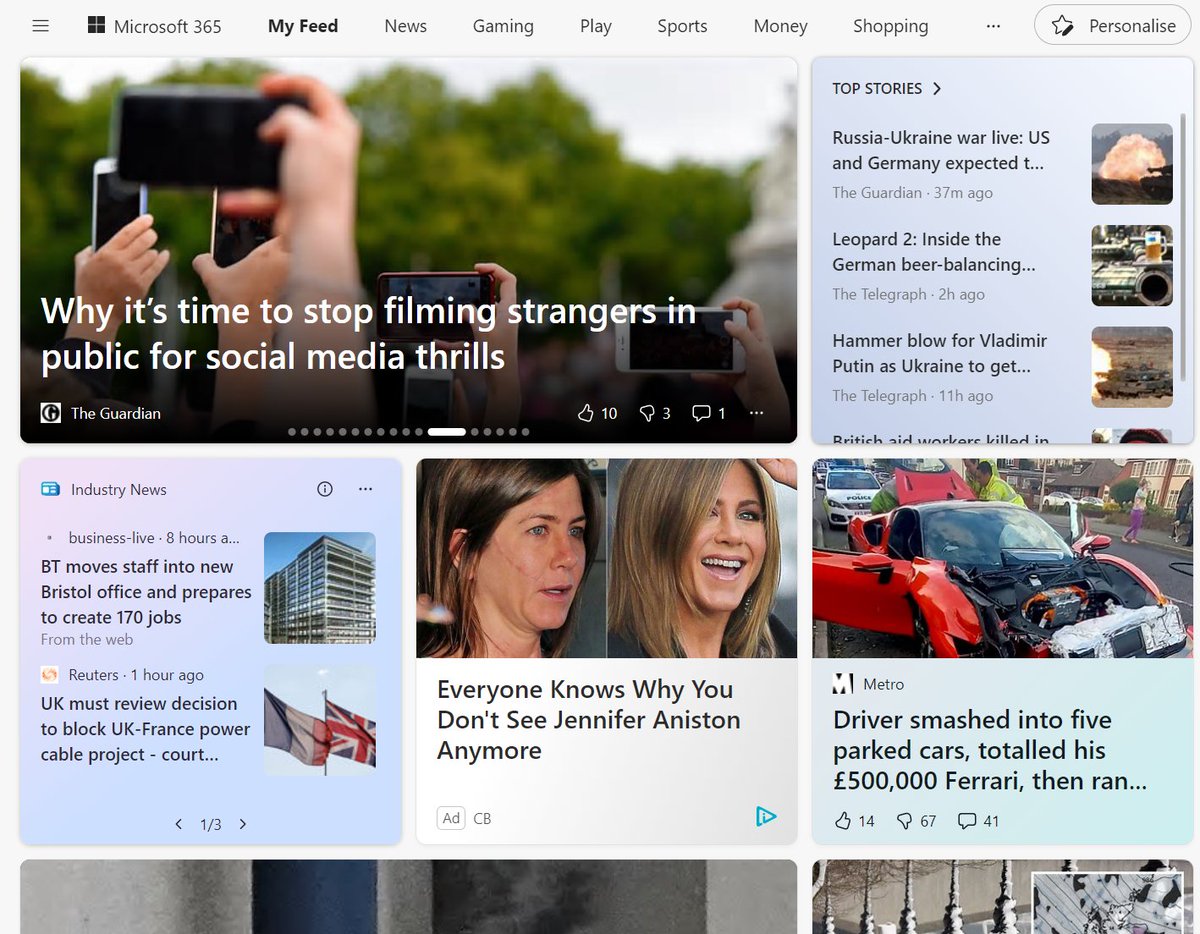 Microsoft 365
My Feed
News
Gaming
Play
Sports
Money
Shopping
...
Personalise
Why it's time to stop filming strangers in
public for social media thrills
The Guardian
10
3
1
...
TOP STORIES
Russia-Ukraine war live: US
and Germany expected t...
The Guardian · 37m ago
Leopard 2: Inside the
German beer-balancing...
The Telegraph · 2h ago
Hammer blow for Vladimir
Putin as Ukraine to get...
The Telegraph · 11h ago
British aid workers killed in
Industry News
...
business-live · 8 hours a...
BT moves staff into new
Bristol office and prepares
to create 170 jobs
From the web
Reuters · 1 hour ago
UK must review decision
to block UK-France power
cable project - court...
1/3
Everyone Knows Why You
Don't See Jennifer Aniston
Anymore
Ad CB
POLICE
Metro
Driver smashed into five
parked cars, totalled his
£500,000 Ferrari, then ran...
14
67
41